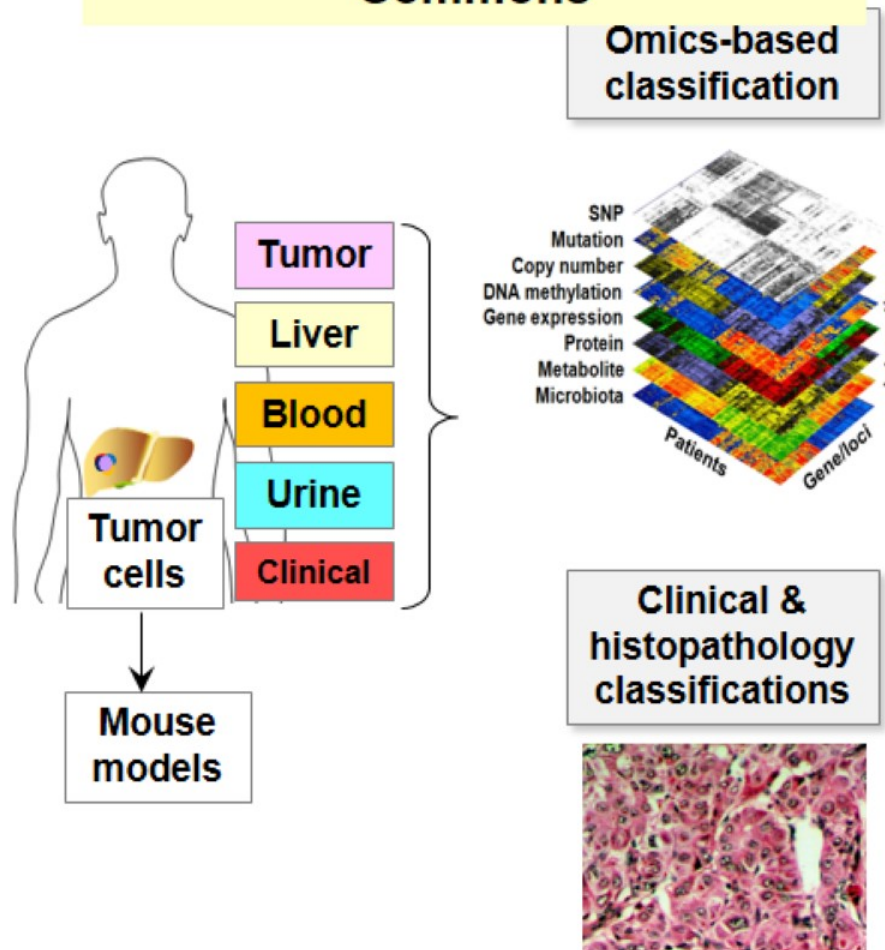 Omics-based
classification
SNP
Mutation
Copy number
DNA methylation
Gene expression
Protein
Metabolite
Microbiota
Patients
Gene/loci
Tumor
Liver
Blood
Urine
Clinical
Tumor
cells
Mouse
models
Clinical &
histopathology
classifications